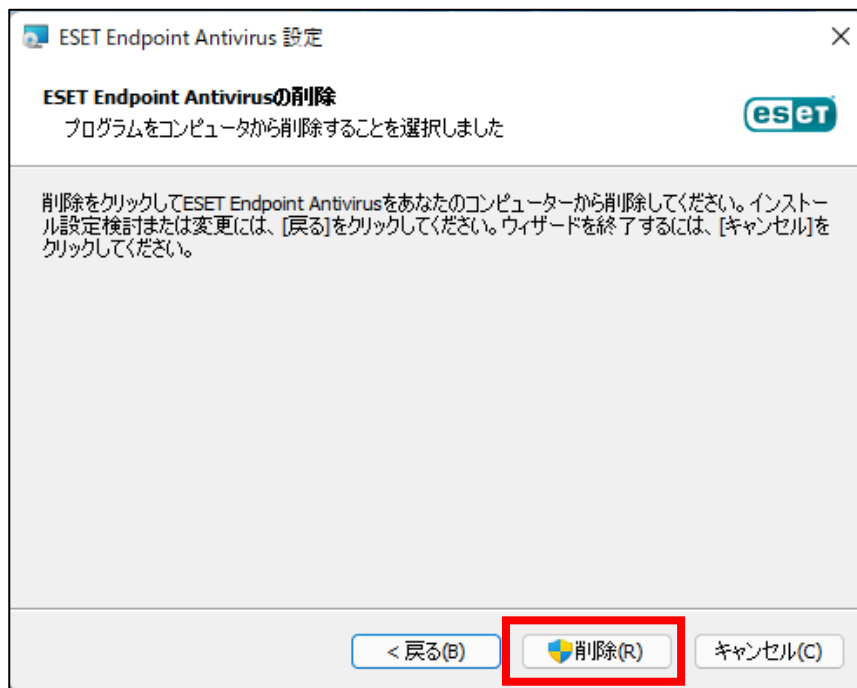 ESET Endpoint Antivirus 設定
ESET Endpoint Antivirusの削除
プログラムをコンピュータから削除することを選択しました
eseT
削除をクリックしてESET Endpoint Antivirusをあなたのコンピューターから削除してください。インストー
ル設定検討または変更には、[戻る]をクリックしてください。ウィザードを終了するには、[キャンセル]を
クリックしてください。
< 戻る(B)
削除(R)
キャンセル(C)